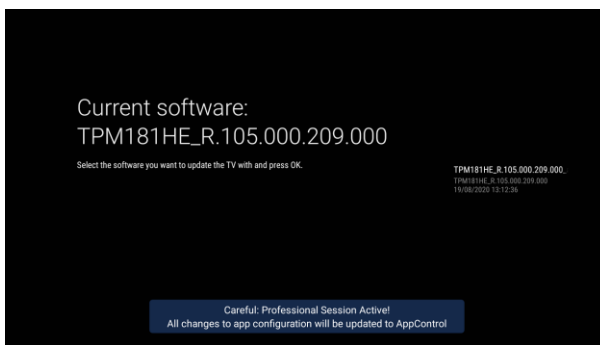 Current software:
TPM181HE_R.105.000.209.000
Select the software you want to update the TV with and press OK.
TPM181HE_R.105.000.209.000_
TPM181HE_R.105.000.209.000
19/08/2020 13:12:36
Careful: Professional Session Active!
All changes to app configuration will be updated to AppControl